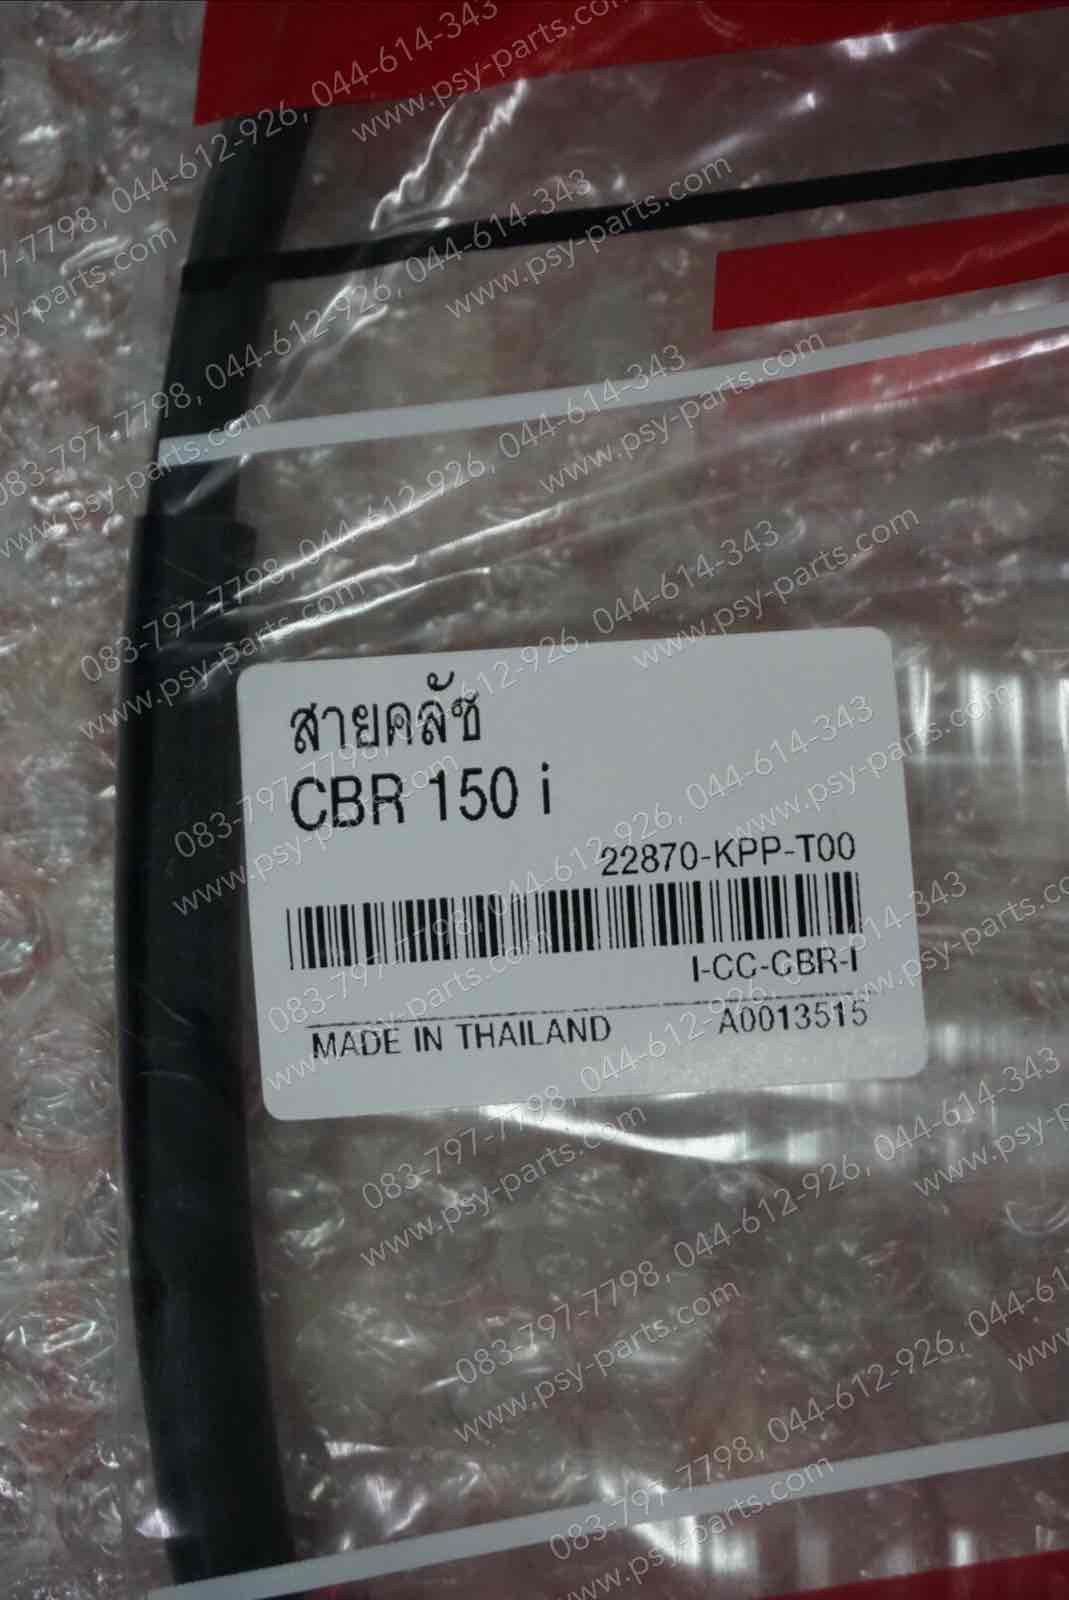 สายคลัช
CBR 150 i
22870-KPP-T00
I-CC-CBR-I
MADE IN THAILAND A0013515
083-797-7798, 044-612-926, 044-614-343
www.psy-parts.com